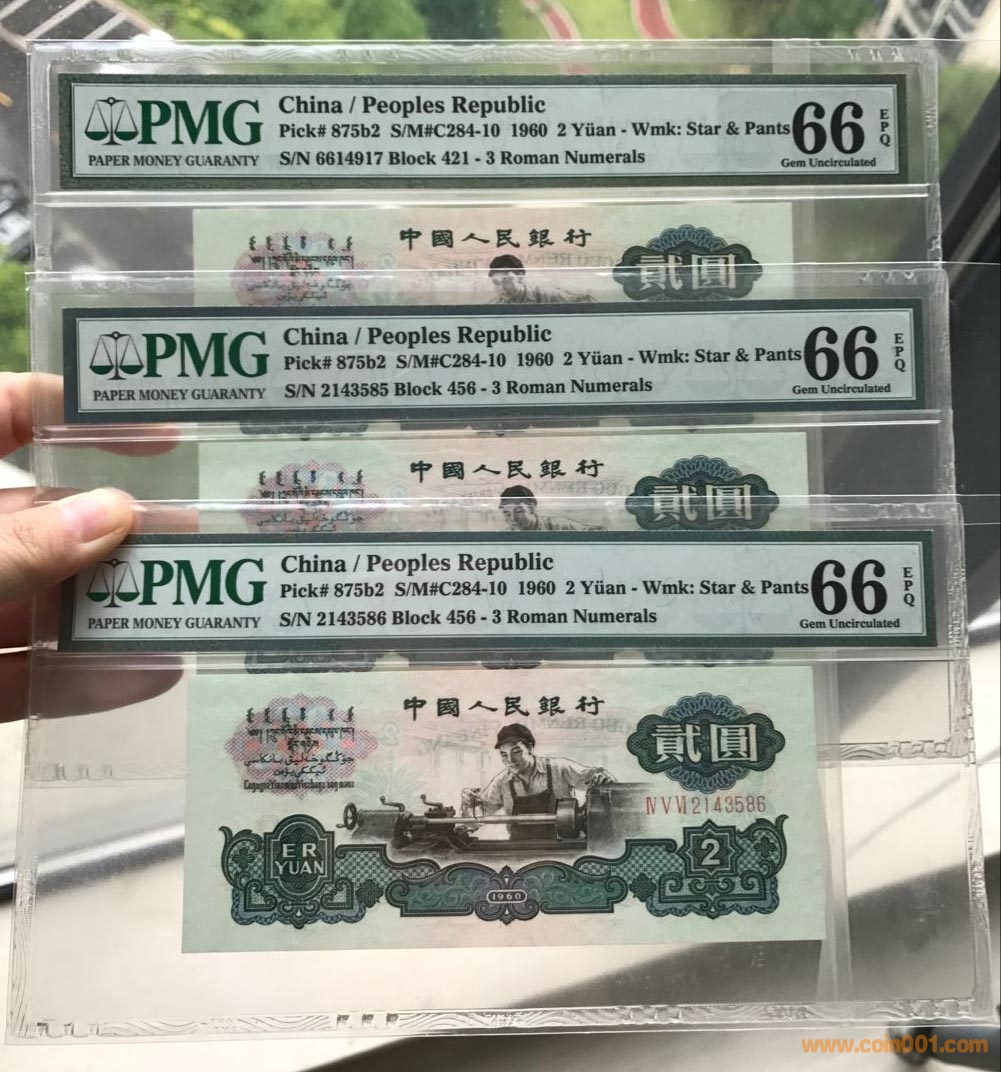 PMG
PAPER MONEY GUARANTY
China / Peoples Republic
Pick# 875b2 S/M#C284-10 1960 2 Yüan - Wmk: Star & Pants
S/N 6614917 Block 421 - 3 Roman Numerals
66
EPQ
Gem Uncirculated
中國人民銀行
貳圓
PMG
PAPER MONEY GUARANTY
China / Peoples Republic
Pick# 875b2 S/M#C284-10 1960 2 Yüan - Wmk: Star & Pants
S/N 2143585 Block 456 - 3 Roman Numerals
66
EPQ
Gem Uncirculated
中國人民銀行
貳圓
PMG
PAPER MONEY GUARANTY
China / Peoples Republic
Pick# 875b2 S/M#C284-10 1960 2 Yüan - Wmk: Star & Pants
S/N 2143586 Block 456 - 3 Roman Numerals
66
EPQ
Gem Uncirculated
中國人民銀行
貳圓
Ⅳ Ⅴ Ⅵ 2143586
ER
YUAN
2
1960
www.coin001.com